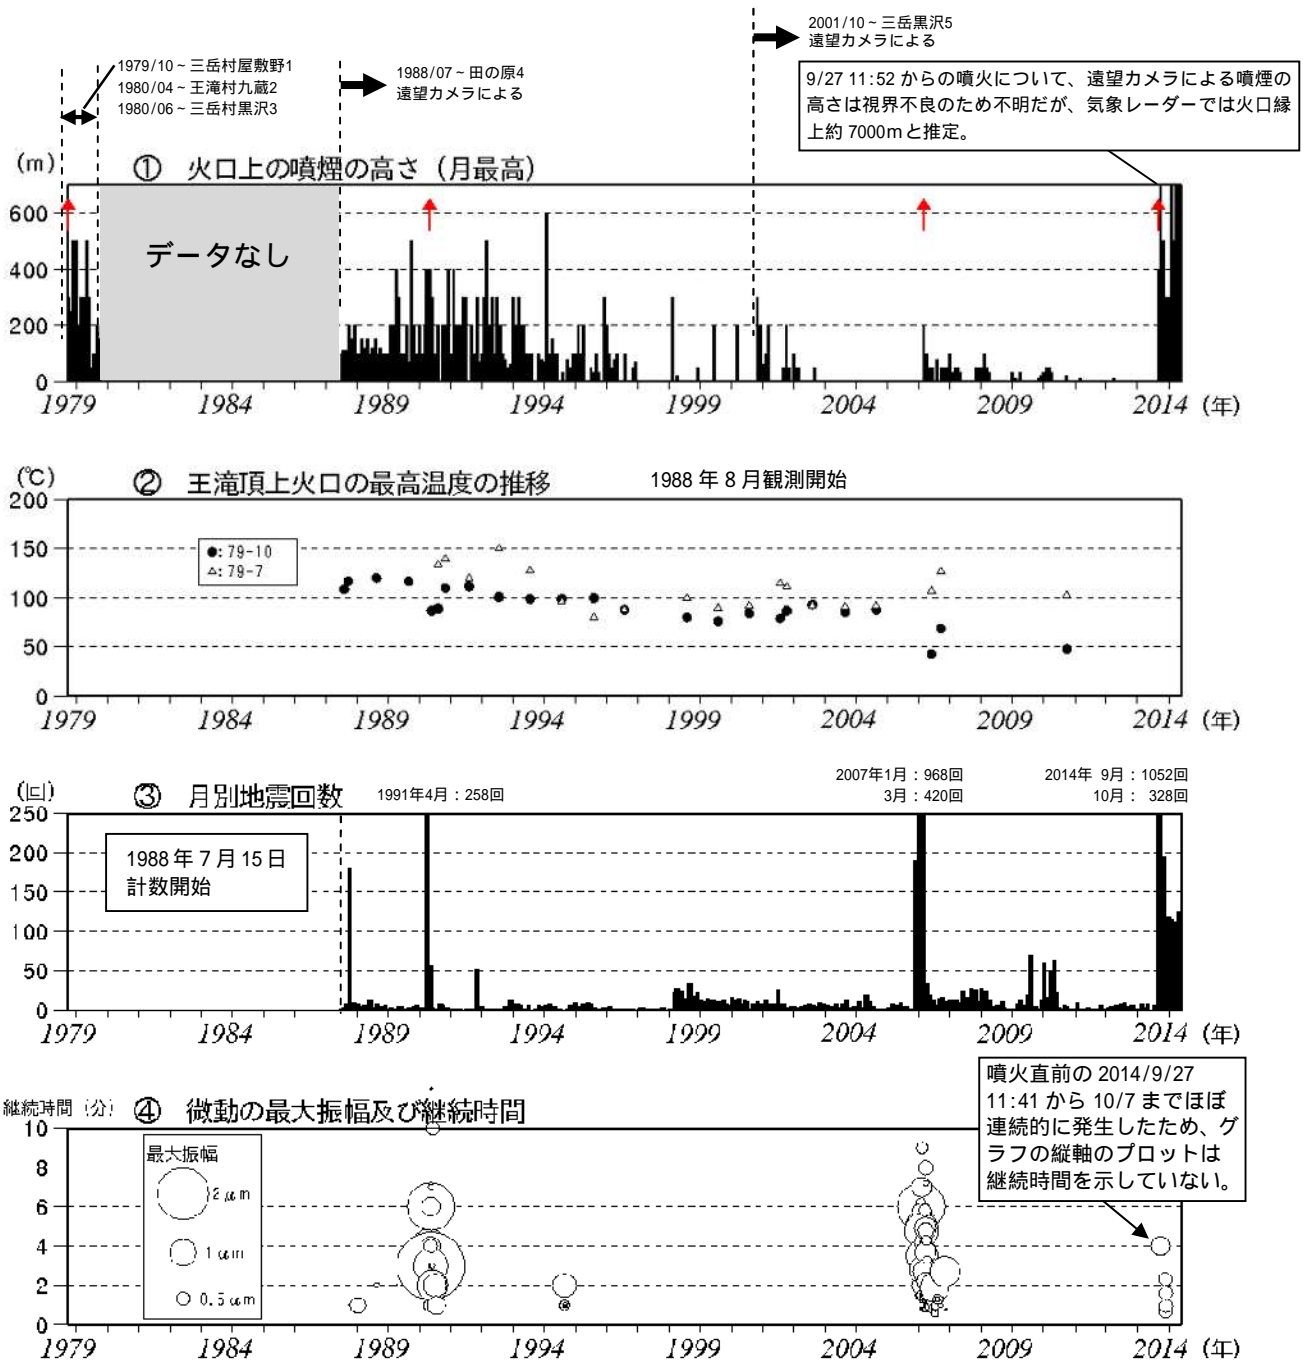 2001/10~三岳黒沢5
遠望カメラによる
1979/10~三岳村屋敷野1
1980/04~王滝村九蔵2
1980/06~三岳村黒沢3
1988/07~田の原4
遠望カメラによる
9/27 11:52 からの噴火について、遠望カメラによる噴煙の
高さは視界不良のため不明だが、気象レーダーでは火口縁
上約 7000mと推定。
(m) ① 火口上の噴煙の高さ（月最高）
600
400
200
0
データなし
1979 1984 1989 1994 1999 2004 2009 2014 (年)
(℃) ② 王滝頂上火口の最高温度の推移 1988 年 8 月観測開始
200
150
100
50
0
●: 79-10
△: 79-7
1979 1984 1989 1994 1999 2004 2009 2014 (年)
2007年1月：968回
3月：420回
2014年 9月：1052回
10月： 328回
(回) ③ 月別地震回数 1991年4月：258回
250
200
150
100
50
0
1988 年 7 月 15 日
計数開始
1979 1984 1989 1994 1999 2004 2009 2014 (年)
噴火直前の 2014/9/27
11:41 から 10/7 までほぼ
連続的に発生したため、グ
ラフの縦軸のプロットは
継続時間を示していない。
継続時間（分） ④ 微動の最大振幅及び継続時間
10
8
6
4
2
0
最大振幅
2μm
1μm
0.5μm
1979 1984 1989 1994 1999 2004 2009 2014 (年)